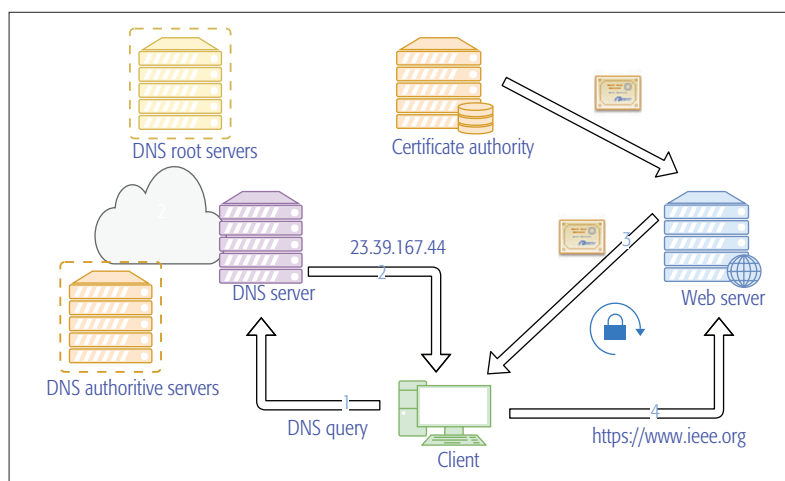 DNS root servers
Certificate authority
2
23.39.167.44
2
3
DNS server
Web server
DNS authoritive servers
1
DNS query
4
https://www.ieee.org
Client